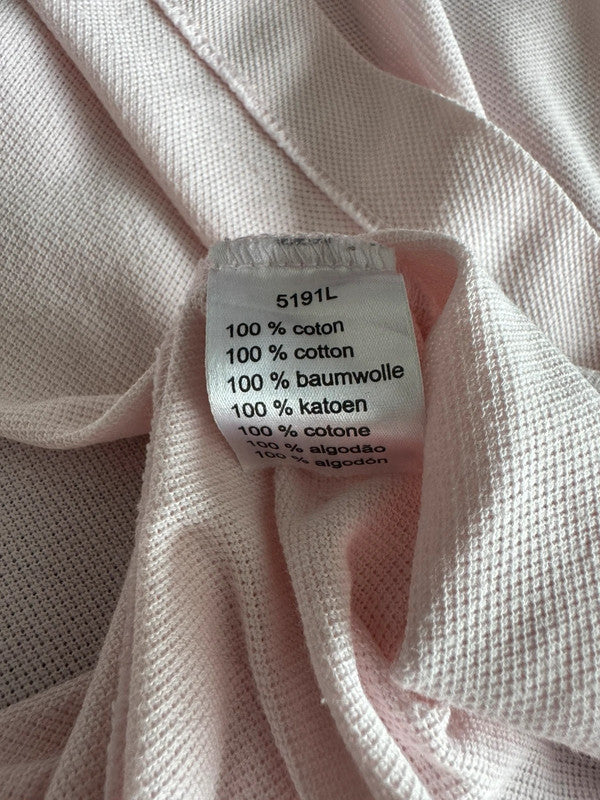 5191L
100 % coton
100 % cotton
100 % baumwolle
100 % katoen
100 % cotone
100 % algodão
100 % algodón